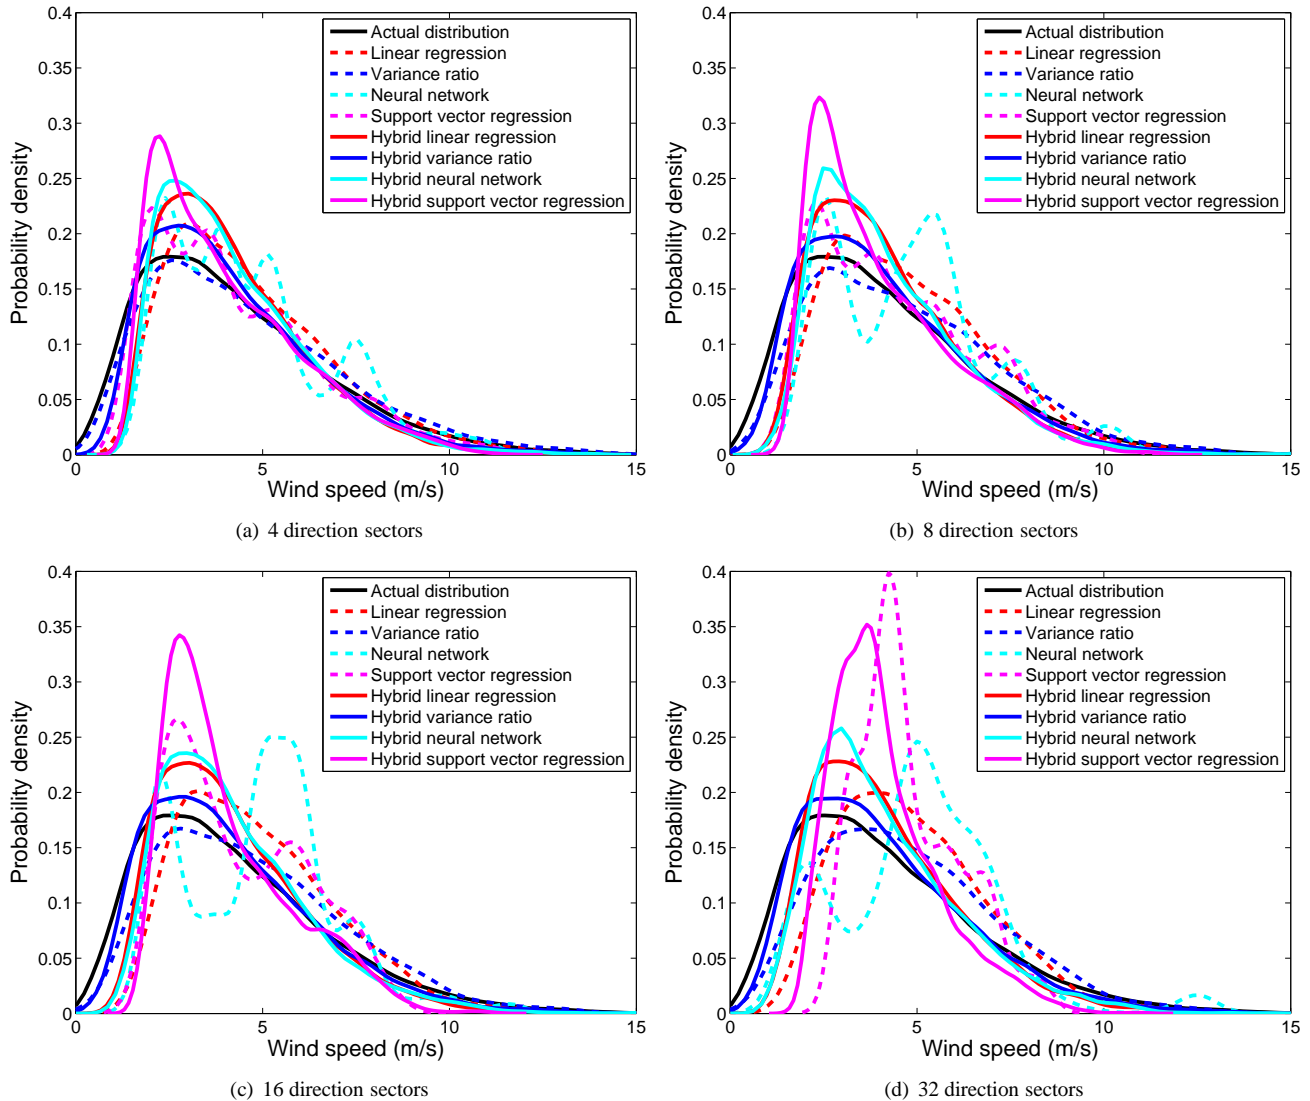 0.4
0.35
0.3
0.25
0.2
0.15
0.1
0.05
0
0 5 10 15
Probability density
Wind speed (m/s)
Actual distribution
Linear regression
Variance ratio
Neural network
Support vector regression
Hybrid linear regression
Hybrid variance ratio
Hybrid neural network
Hybrid support vector regression
(a) 4 direction sectors
0.4
0.35
0.3
0.25
0.2
0.15
0.1
0.05
0
0 5 10 15
Probability density
Wind speed (m/s)
Actual distribution
Linear regression
Variance ratio
Neural network
Support vector regression
Hybrid linear regression
Hybrid variance ratio
Hybrid neural network
Hybrid support vector regression
(b) 8 direction sectors
0.4
0.35
0.3
0.25
0.2
0.15
0.1
0.05
0
0 5 10 15
Probability density
Wind speed (m/s)
Actual distribution
Linear regression
Variance ratio
Neural network
Support vector regression
Hybrid linear regression
Hybrid variance ratio
Hybrid neural network
Hybrid support vector regression
(c) 16 direction sectors
0.4
0.35
0.3
0.25
0.2
0.15
0.1
0.05
0
0 5 10 15
Probability density
Wind speed (m/s)
Actual distribution
Linear regression
Variance ratio
Neural network
Support vector regression
Hybrid linear regression
Hybrid variance ratio
Hybrid neural network
Hybrid support vector regression
(d) 32 direction sectors